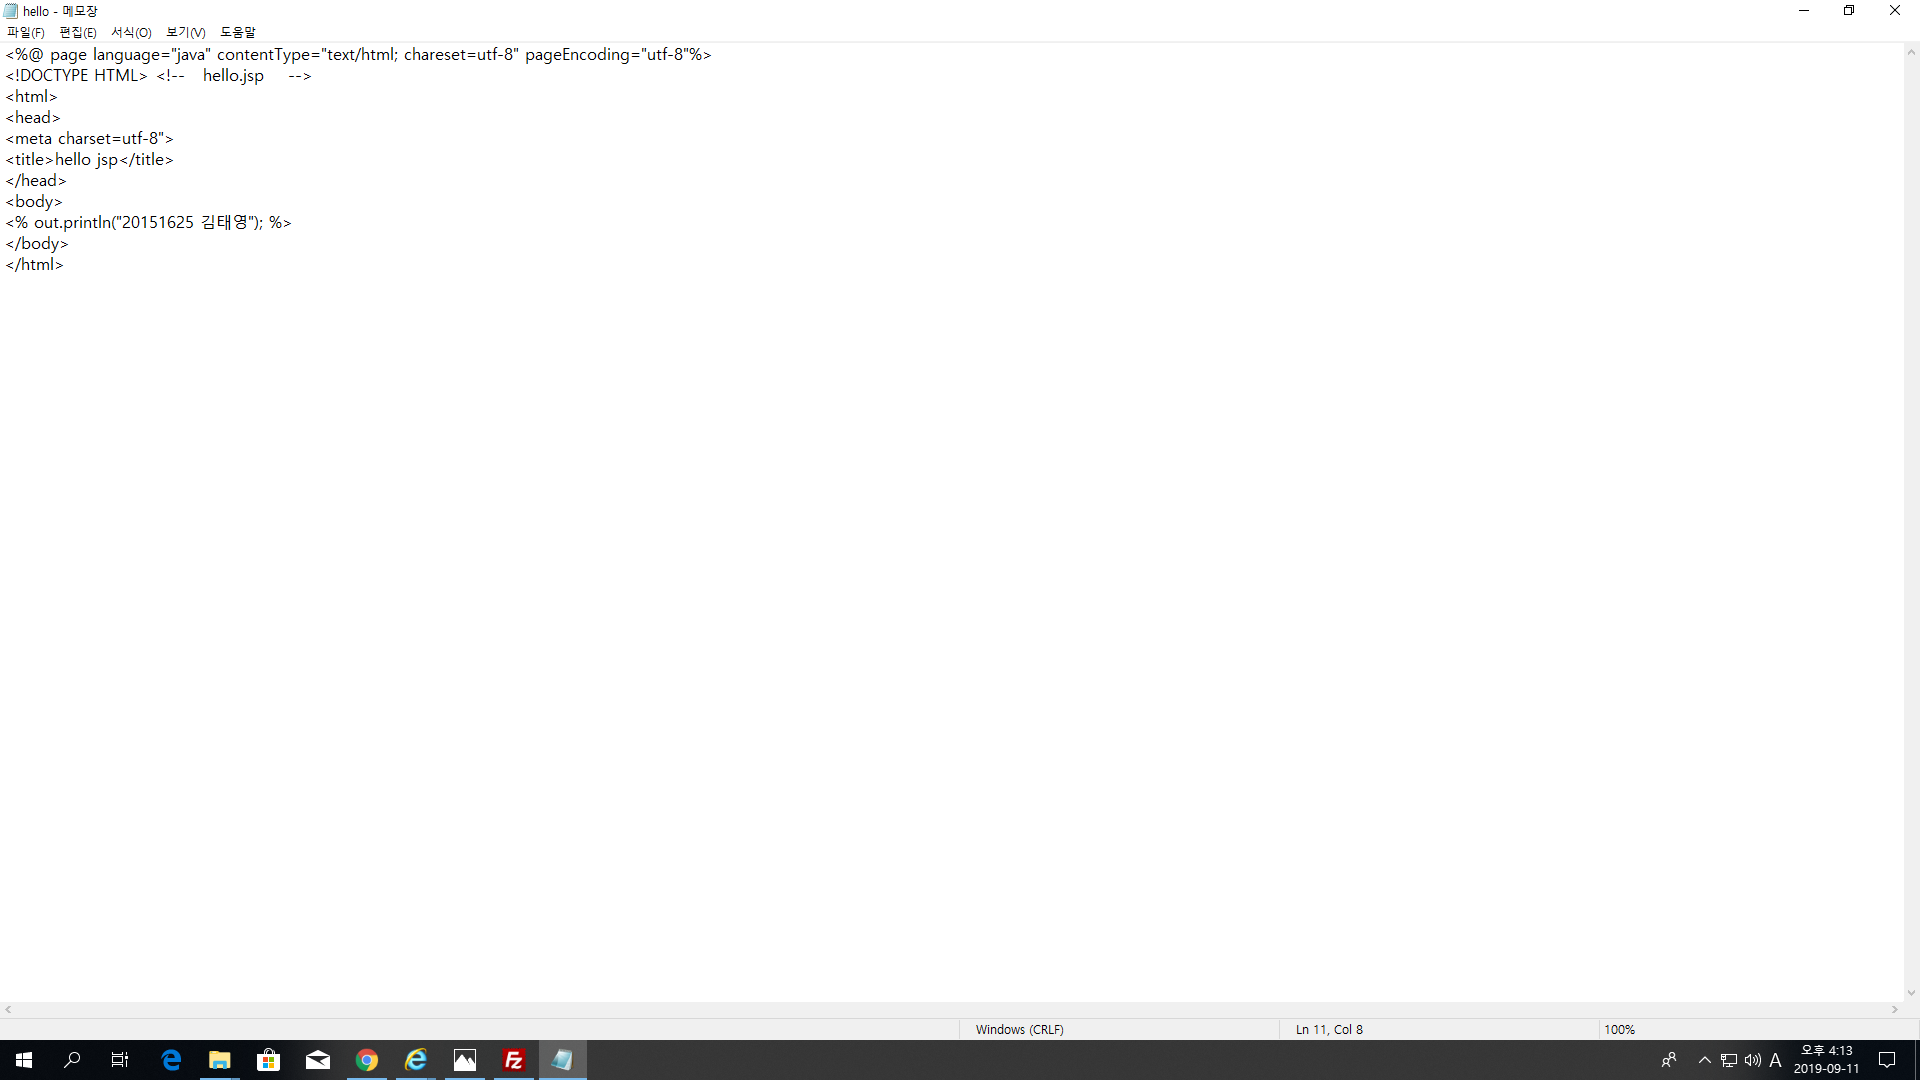 hello - 메모장
파일(F) 편집(E) 서식(O) 보기(V) 도움말
<%@ page language="java" contentType="text/html; chareset=utf-8" pageEncoding="utf-8"%>
<!DOCTYPE HTML> <!--   hello.jsp    -->
<html>
<head>
<meta charset=utf-8">
<title>hello jsp</title>
</head>
<body>
<% out.println("20151625 김태영"); %>
</body>
</html>
Windows (CRLF) Ln 11, Col 8 100%
A 오후 4:13
2019-09-11